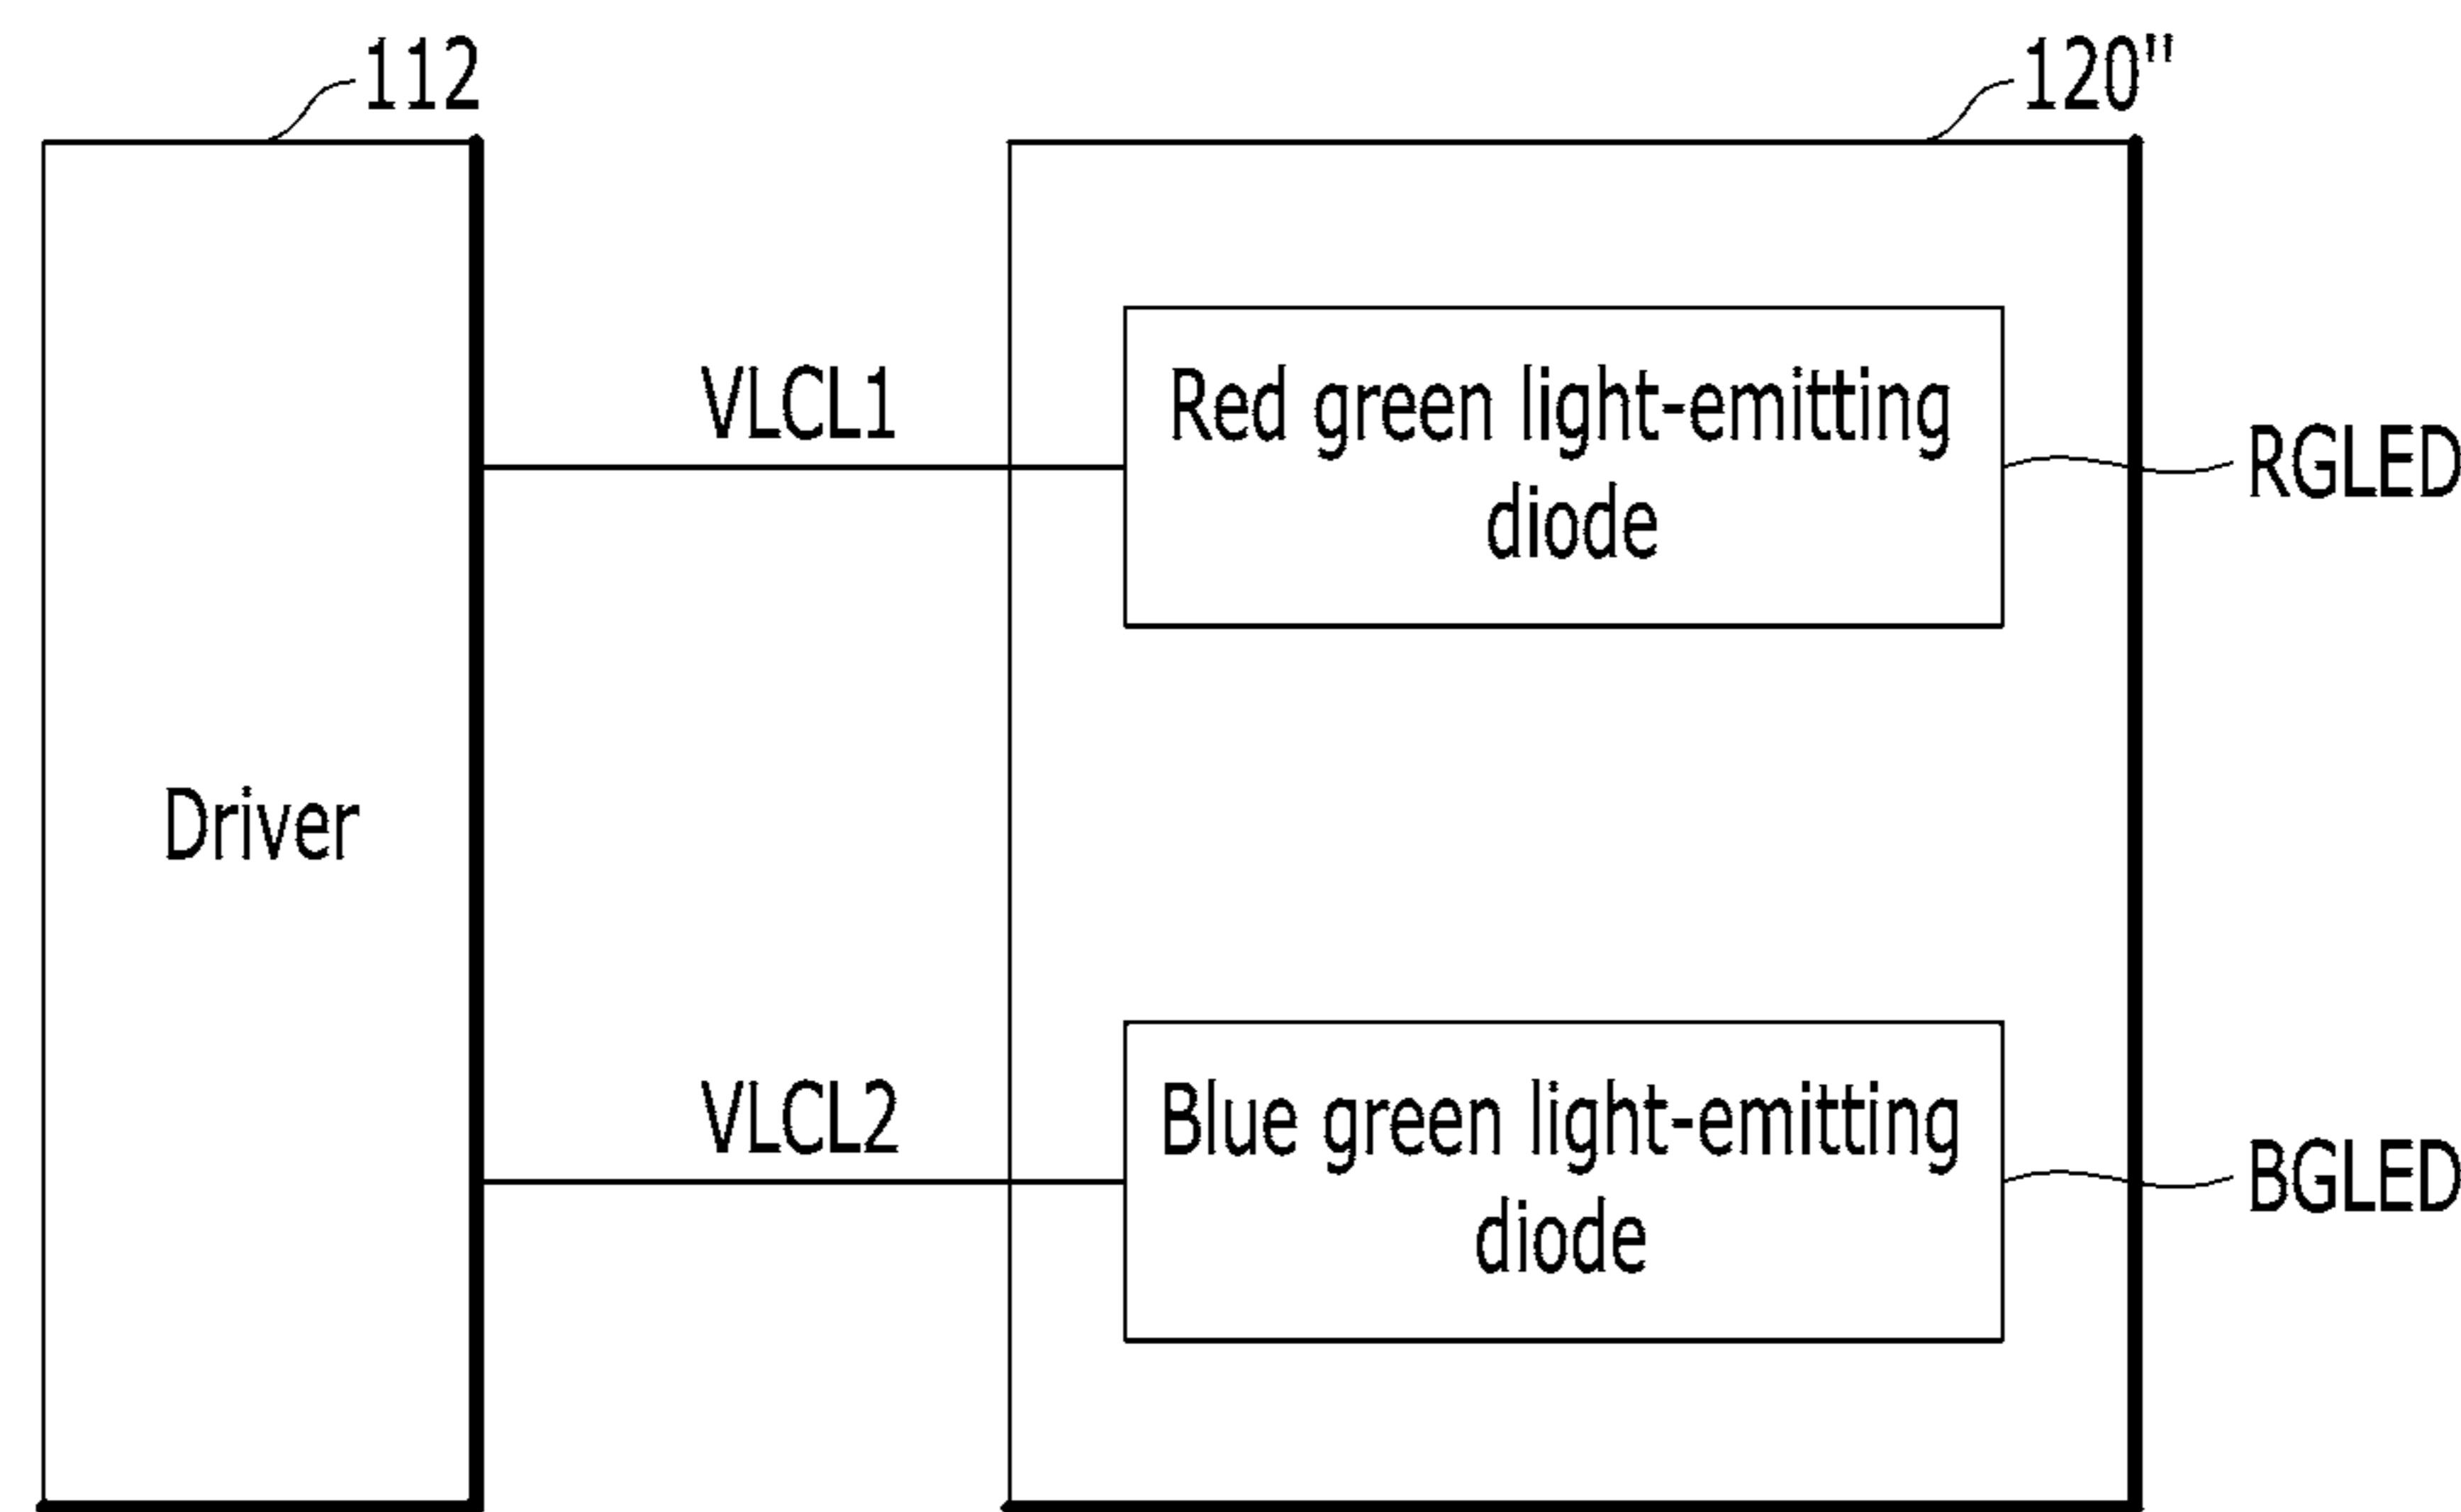 112
120"
VLCL1
Red green light-emitting
diode
RGLED
Driver
VLCL2
Blue green light-emitting
diode
BGLED